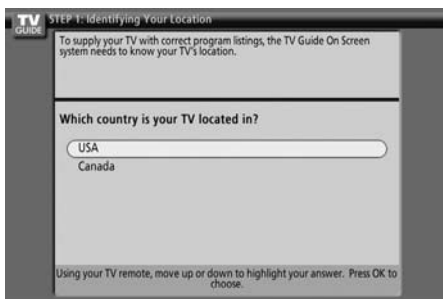 TV
GUIDE
STEP 1: Identifying Your Location
To supply your TV with correct program listings, the TV Guide On Screen
system needs to know your TV's location.
Which country is your TV located in?
USA
Canada
Using your TV remote, move up or down to highlight your answer. Press OK to
choose.